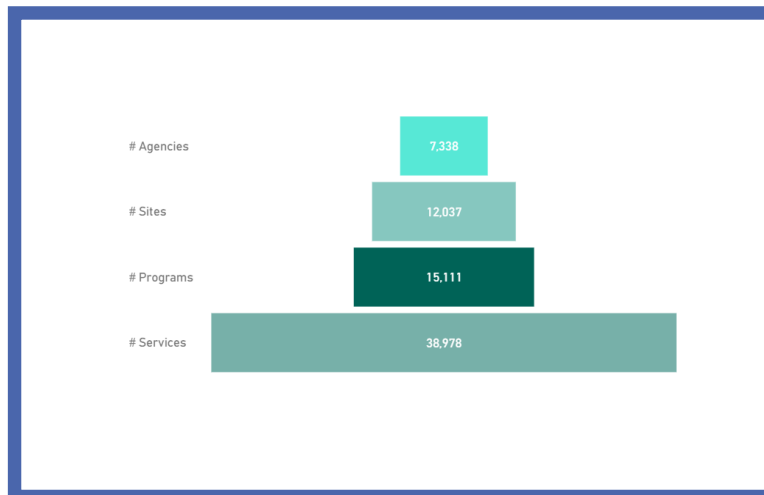 # Agencies 7,338
# Sites 12,037
# Programs 15,111
# Services 38,978